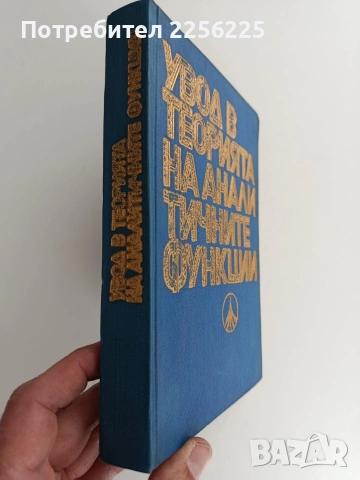 Потребител 2256225
УВОД В
ТЕОРИЯТА
НА АНАЛИ
ТИЧНИТЕ
ФУНКЦИИ
УВОД В ТЕОРИЯТА
НА АНАЛИТИЧНИТЕ ФУНКЦИИ
BAZAR